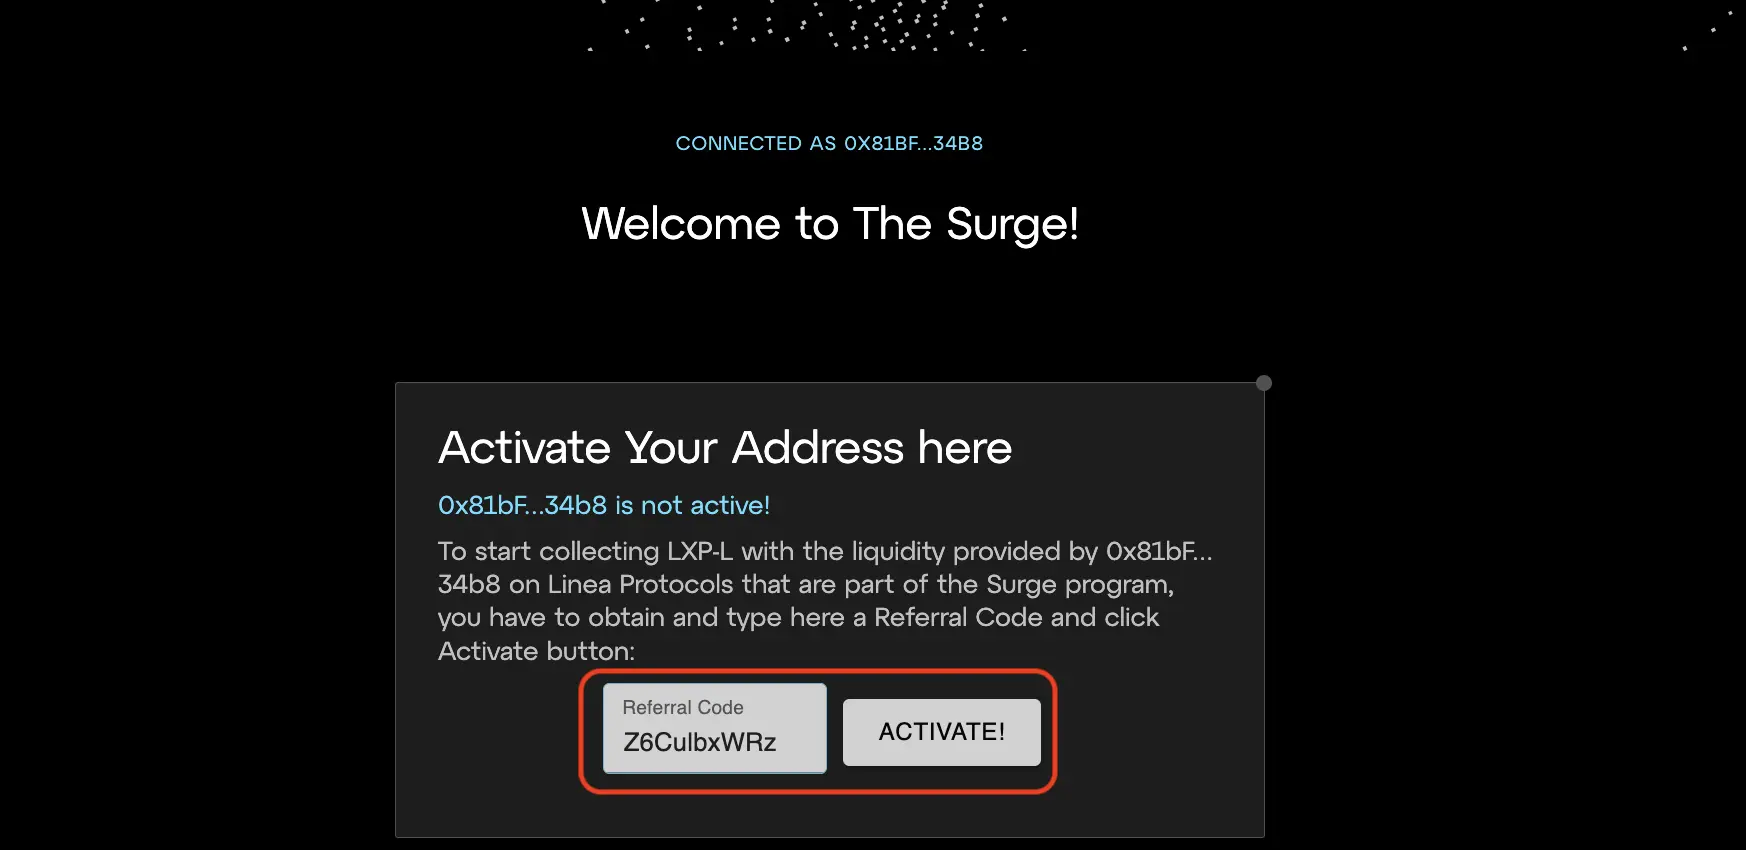 CONNECTED AS 0X81BF...34B8
Welcome to The Surge!
Activate Your Address here
0x81bF...34b8 is not active!
To start collecting LXP-L with the liquidity provided by 0x81bF...
34b8 on Linea Protocols that are part of the Surge program,
you have to obtain and type here a Referral Code and click
Activate button:
Referral Code
Z6CulbxWRz
ACTIVATE!